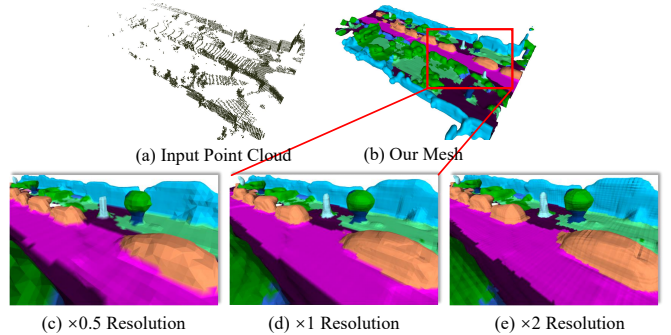 (a) Input Point Cloud
(b) Our Mesh
(c) ×0.5 Resolution
(d) ×1 Resolution
(e) ×2 Resolution